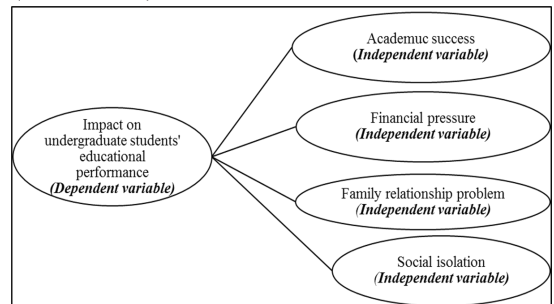 Academuc success
(Independent variable)
Impact on
undergraduate students'
educational
performance
(Dependent variable)
Financial pressure
(Independent variable)
Family relationship problem
(Independent variable)
Social isolation
(Independent variable)